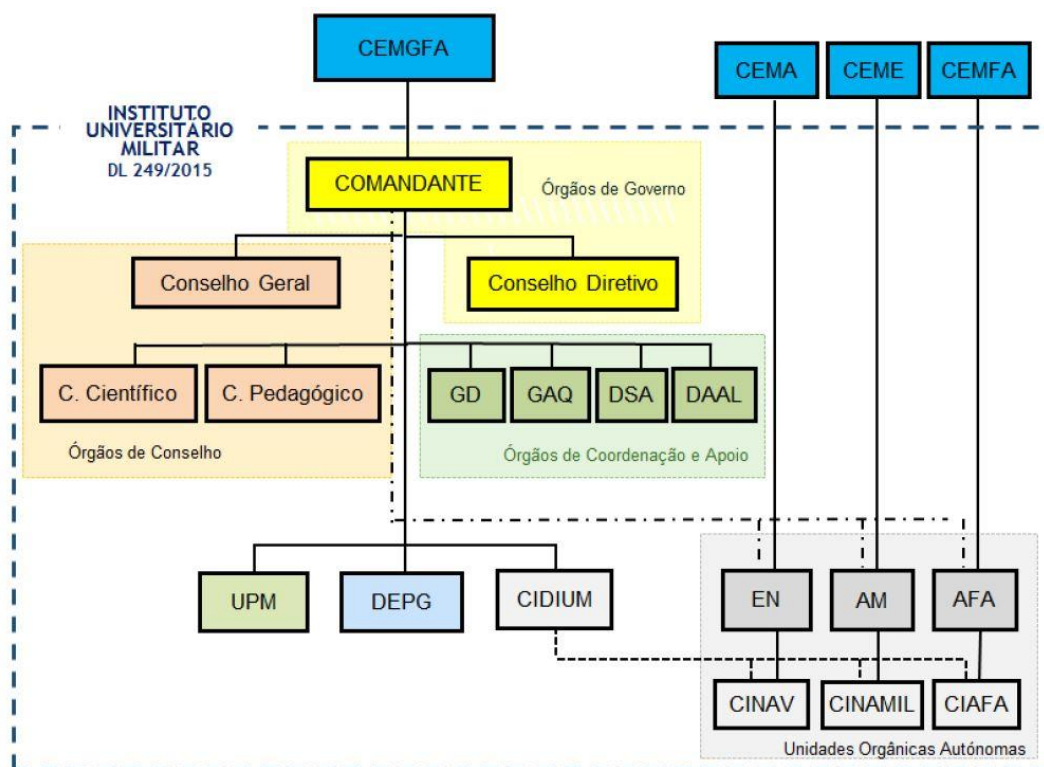 CEMGFA
CEMA
CEME
CEMFA
INSTITUTO
UNIVERSITÁRIO
MILITAR
DL 249/2015
COMANDANTE
Órgãos de Governo
Conselho Geral
Conselho Diretivo
C. Científico
C. Pedagógico
GD
GAQ
DSA
DAAL
Órgãos de Conselho
Órgãos de Coordenação e Apoio
UPM
DEPG
CIDIUM
EN
AM
AFA
CINAV
CINAMIL
CIAFA
Unidades Orgânicas Autónomas